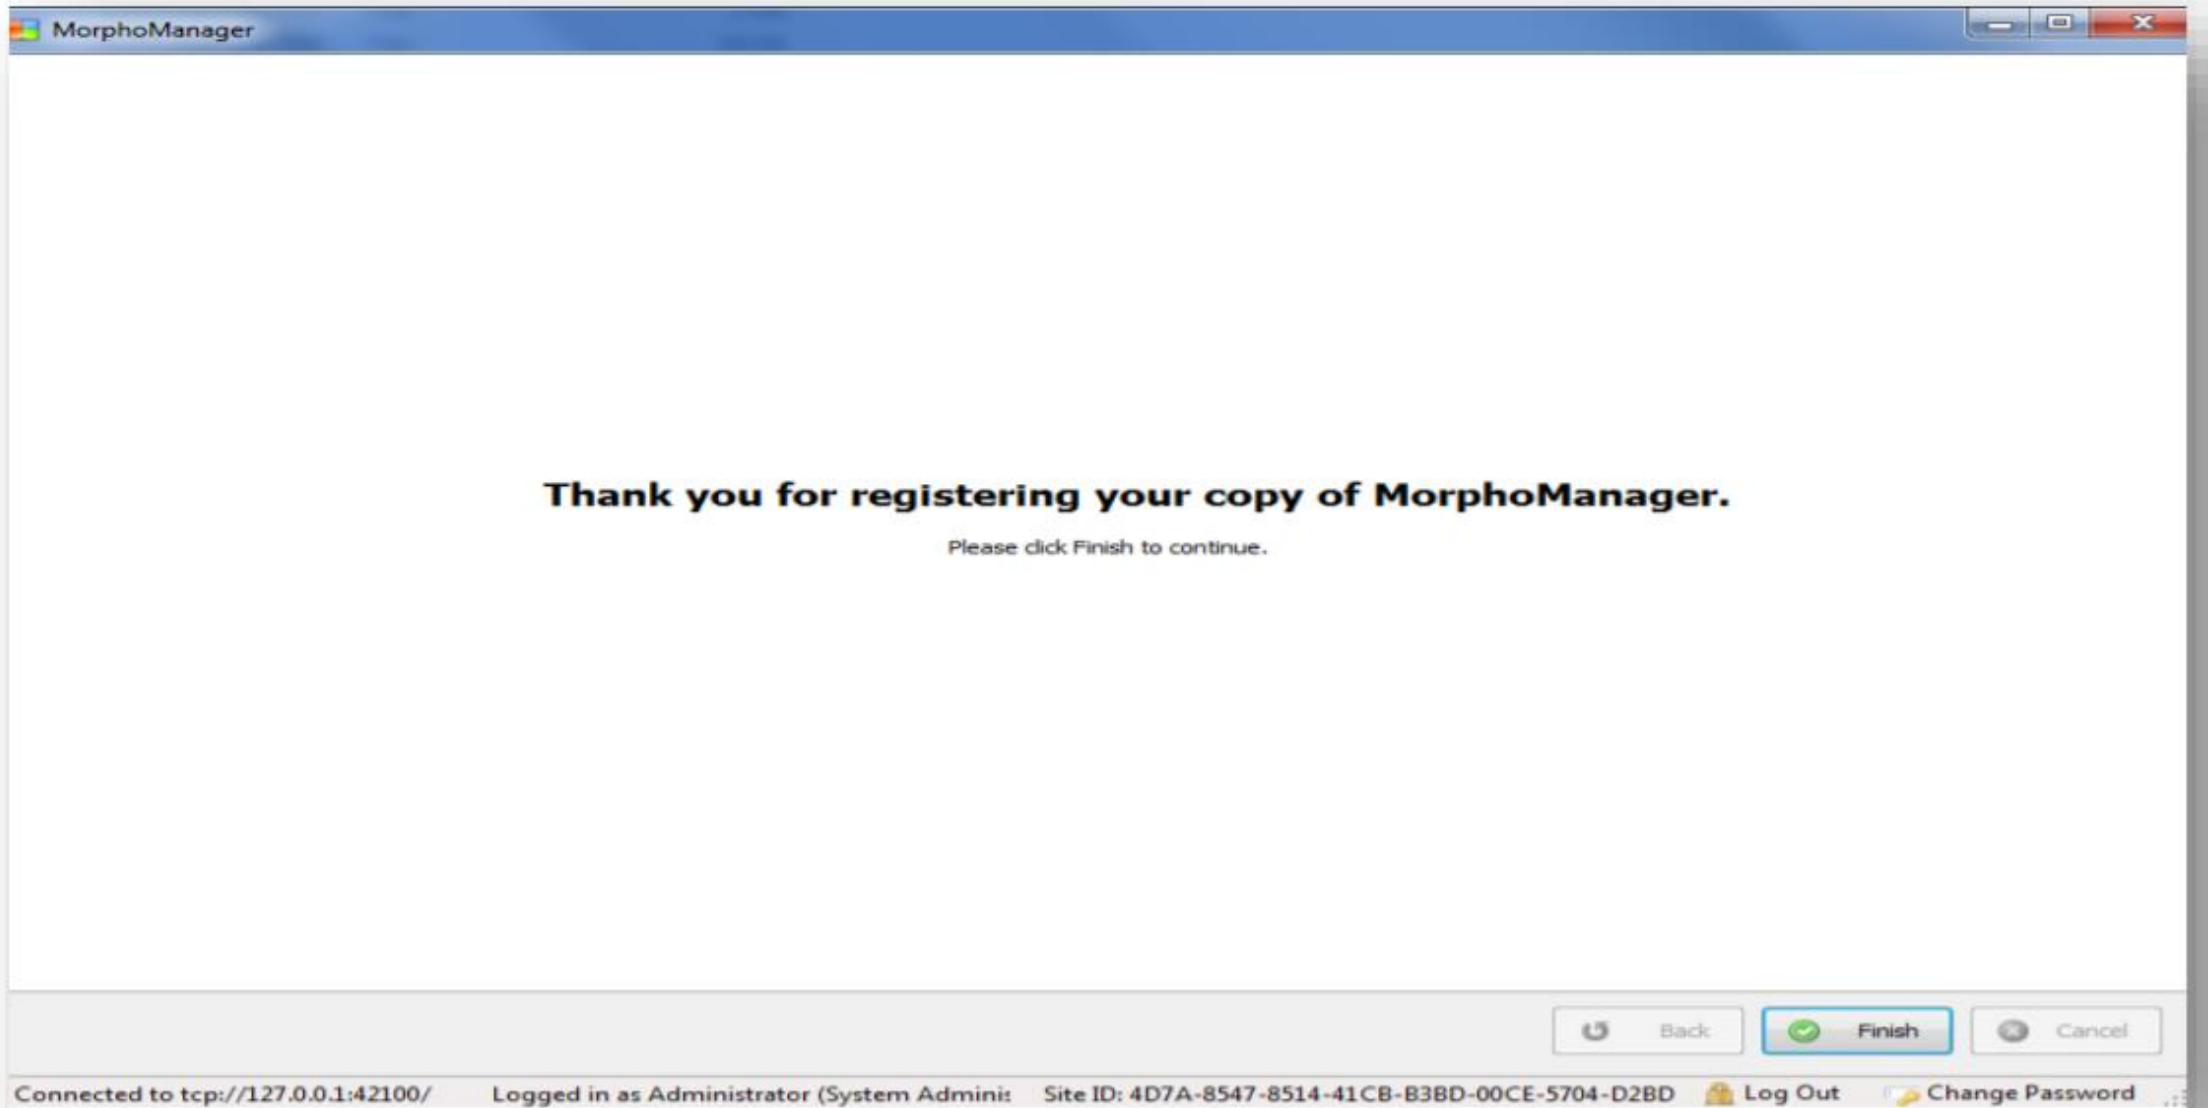 MorphoManager
Thank you for registering your copy of MorphoManager.
Please click Finish to continue.
Back Finish Cancel
Connected to tcp://127.0.0.1:42100/ Logged in as Administrator (System Adminis Site ID: 4D7A-8547-8514-41CB-B3BD-00CE-5704-D2BD Log Out Change Password